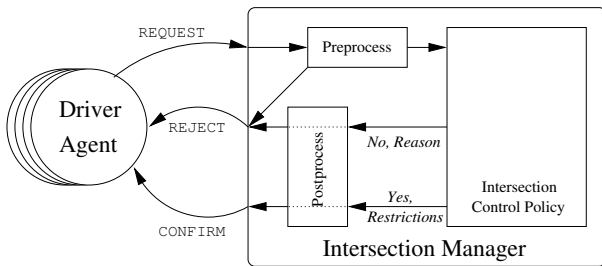 REQUEST
Preprocess
Driver
Agent
REJECT
No, Reason
Postprocess
Yes,
Restrictions
Intersection
Control Policy
CONFIRM
Intersection Manager